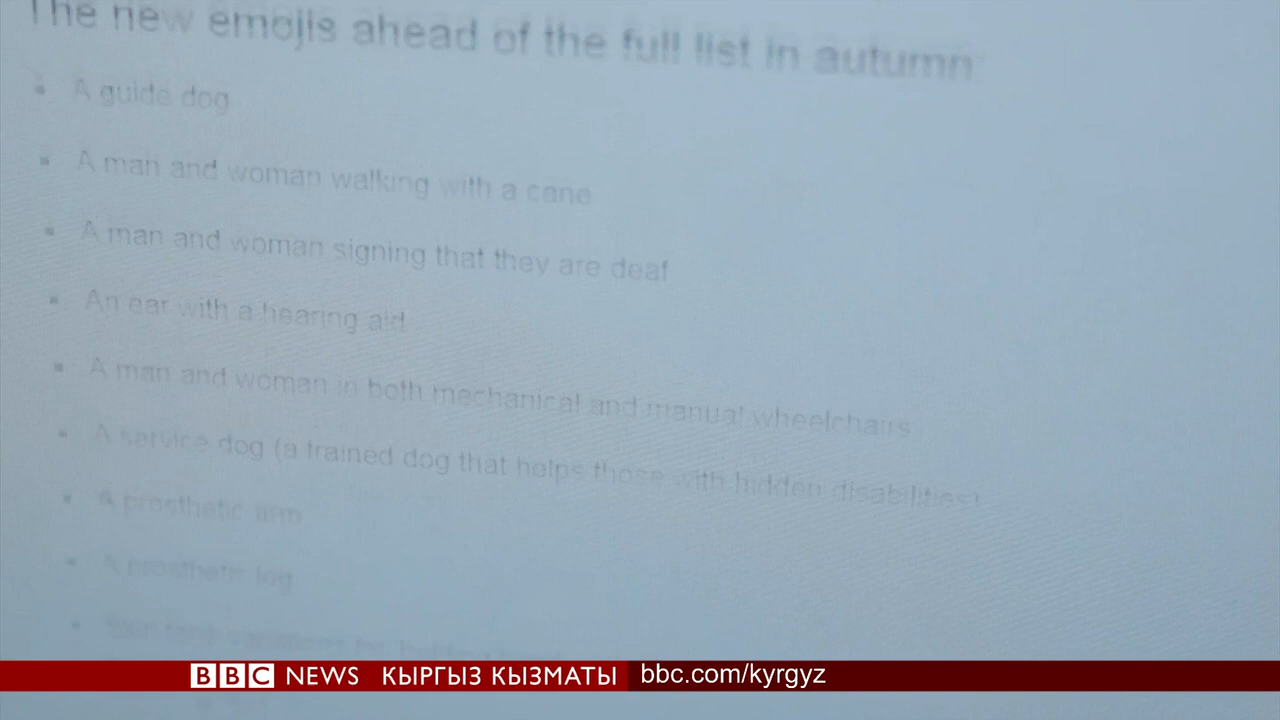 The new emojis ahead of the full list in autumn
A guide dog
A man and woman walking with a cane
A man and woman signing that they are deaf
An ear with a hearing aid
A man and woman in both mechanical and manual wheelchairs
A service dog (a trained dog that helps those with hidden disabilities)
A prosthetic arm
A prosthetic leg
BBC NEWS КЫРГЫЗ КЫЗМАТЫ bbc.com/kyrgyz